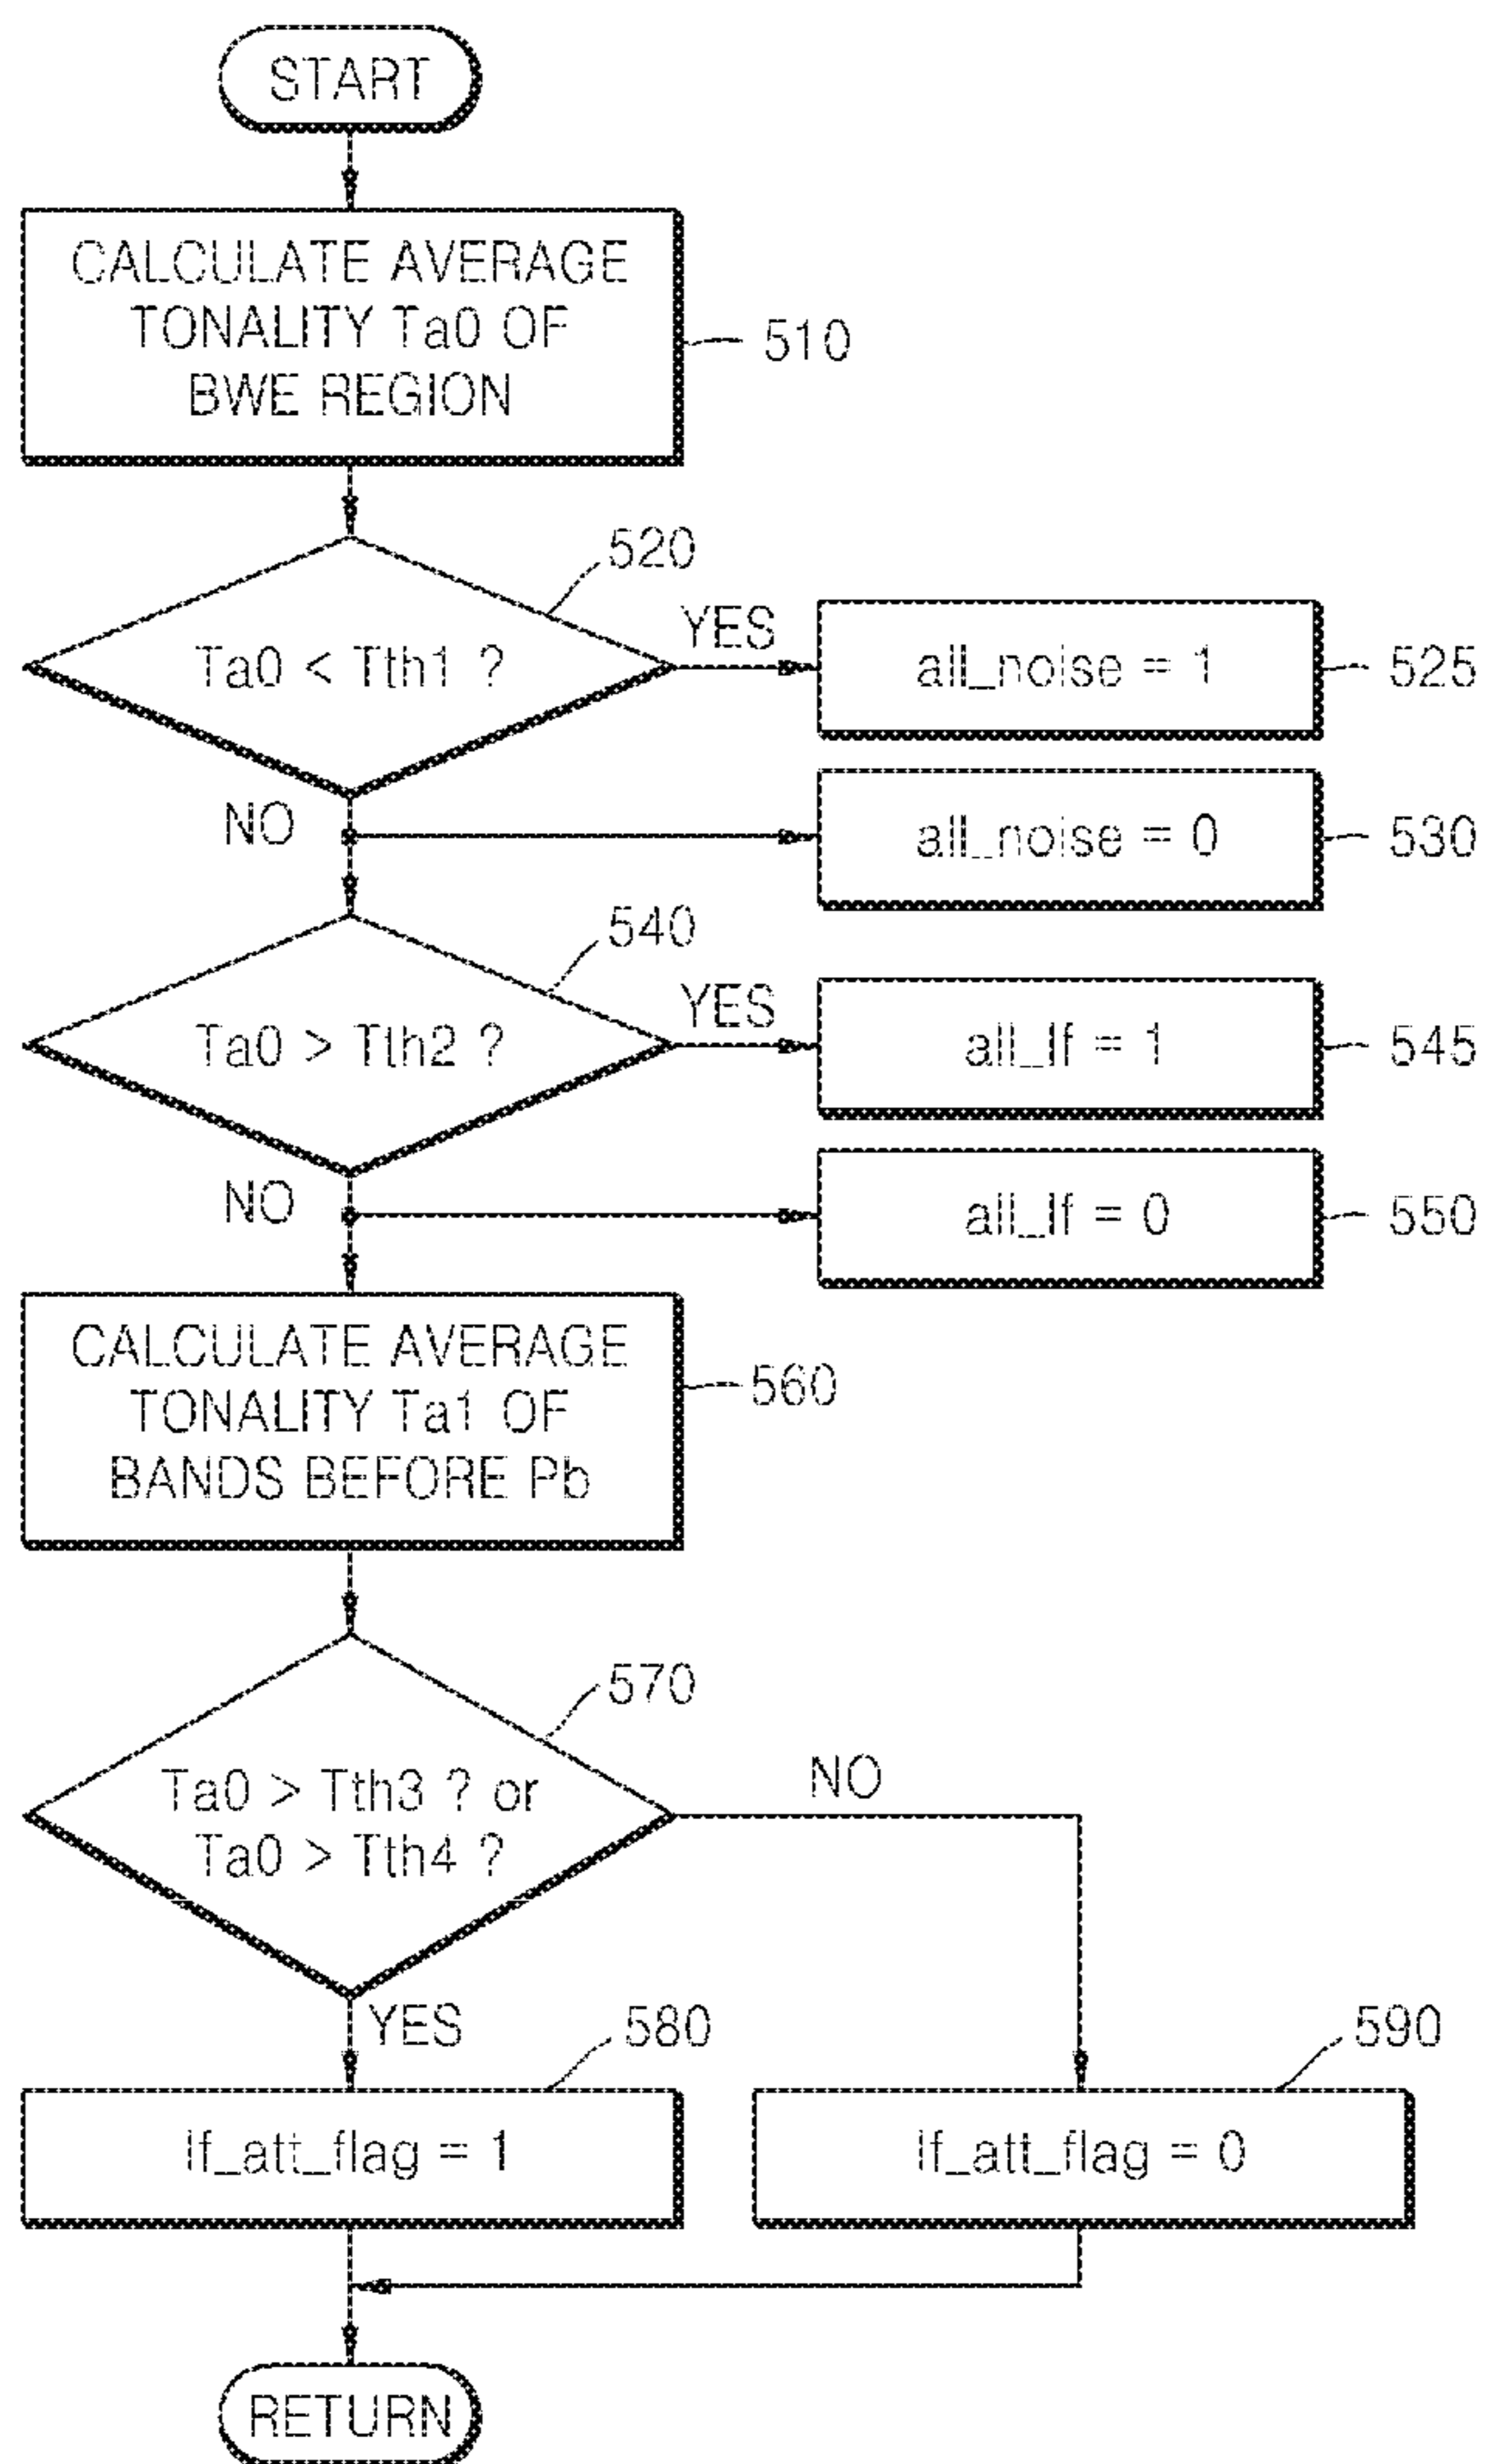 START
CALCULATE AVERAGE
TONALITY Ta0 OF
BWE REGION
510
520
Ta0 < Tth1 ?
YES
all_noise = 1
525
NO
all_noise = 0
530
540
Ta0 > Tth2 ?
YES
all_lf = 1
545
NO
all_lf = 0
550
CALCULATE AVERAGE
TONALITY Ta1 OF
BANDS BEFORE Pb
560
570
Ta0 > Tth3 ? or
Ta0 > Tth4 ?
NO
YES
580
590
lf_att_flag = 1
lf_att_flag = 0
RETURN